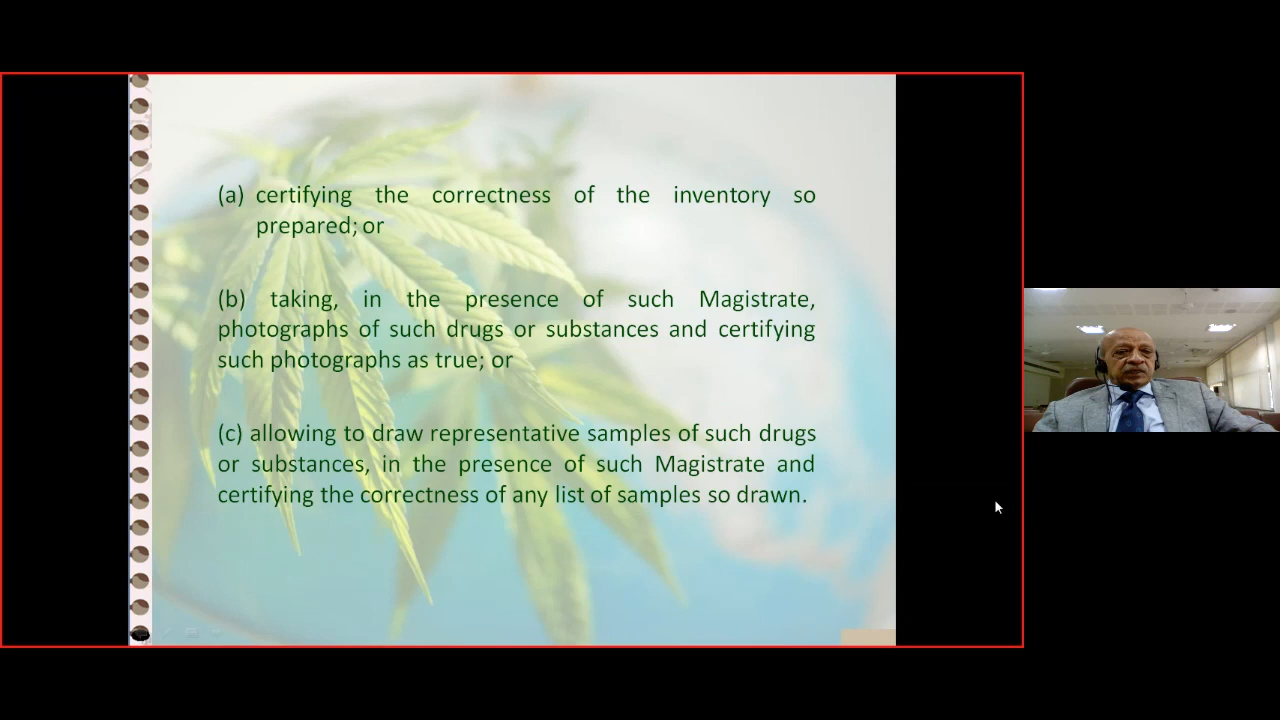 (a) certifying the correctness of the inventory so
prepared; or
(b) taking, in the presence of such Magistrate,
photographs of such drugs or substances and certifying
such photographs as true; or
(c) allowing to draw representative samples of such drugs
or substances, in the presence of such Magistrate and
certifying the correctness of any list of samples so drawn.